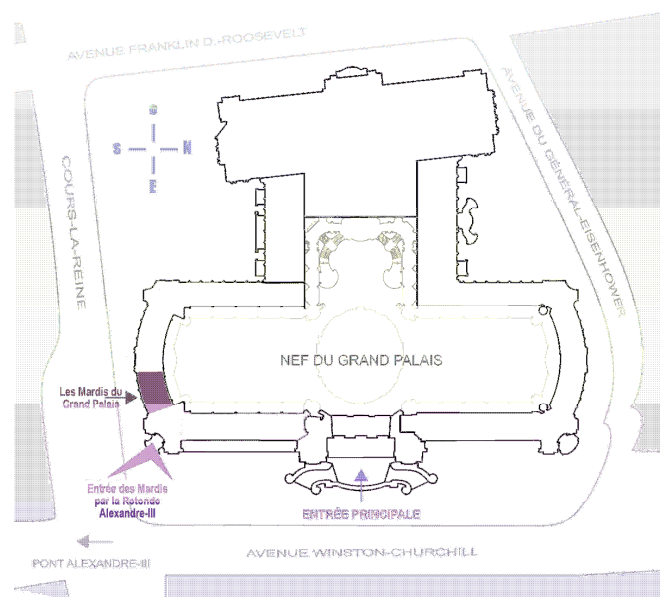 AVENUE FRANKLIN D.-ROOSEVELT
AVENUE DU GÉNÉRAL-EISENHOWER
S
N
E
COURS-LA-REINE
NEF DU GRAND PALAIS
Les Mardis du
Grand Palais
Entrée des Mardis
par la Rotonde
Alexandre-III
ENTRÉE PRINCIPALE
AVENUE WINSTON-CHURCHILL
PONT ALEXANDRE-III